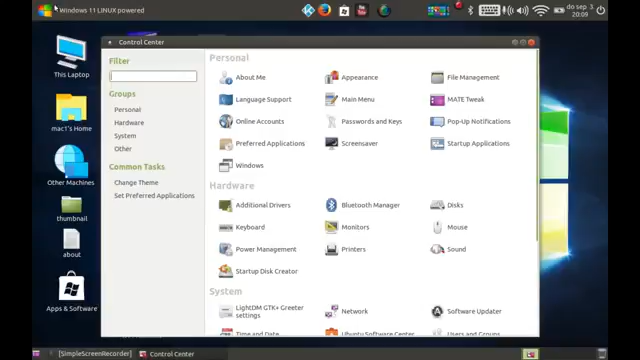 Windows 11 LINUX powered
do sep 3.
20:09
This Laptop
mac1's Home
Other Machines
thumbnail
about
Apps & Software
Control Center
Filter
Groups
Personal
Hardware
System
Other
Common Tasks
Change Theme
Set Preferred Applications
Personal
About Me
Appearance
File Management
Language Support
Main Menu
MATE Tweak
Online Accounts
Passwords and Keys
Pop-Up Notifications
Preferred Applications
Screensaver
Startup Applications
Windows
Hardware
Additional Drivers
Bluetooth Manager
Disks
Keyboard
Monitors
Mouse
Power Management
Printers
Sound
Startup Disk Creator
System
LightDM GTK+ Greeter
settings
Network
Software Updater
Time and Date
Ubuntu Software Center
Users and Groups
[SimpleScreenRecorder]
Control Center